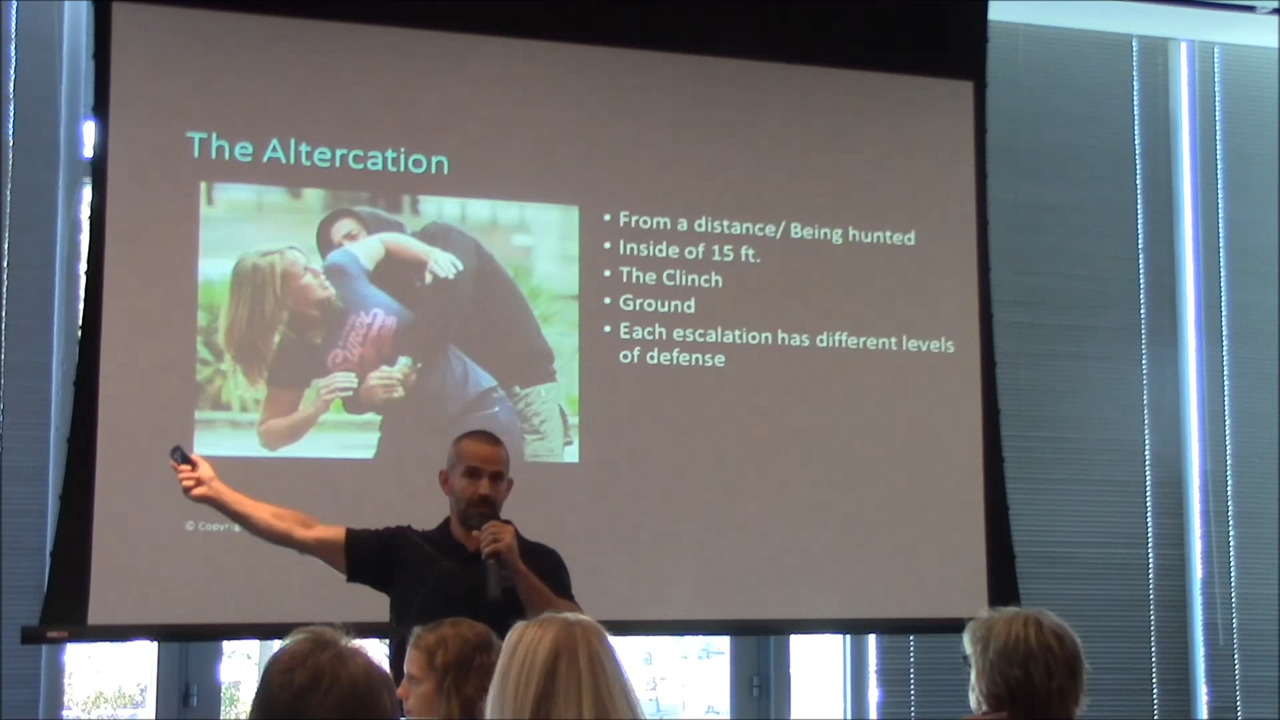 The Altercation
• From a distance/ Being hunted
• Inside of 15 ft.
• The Clinch
• Ground
• Each escalation has different levels
of defense
©